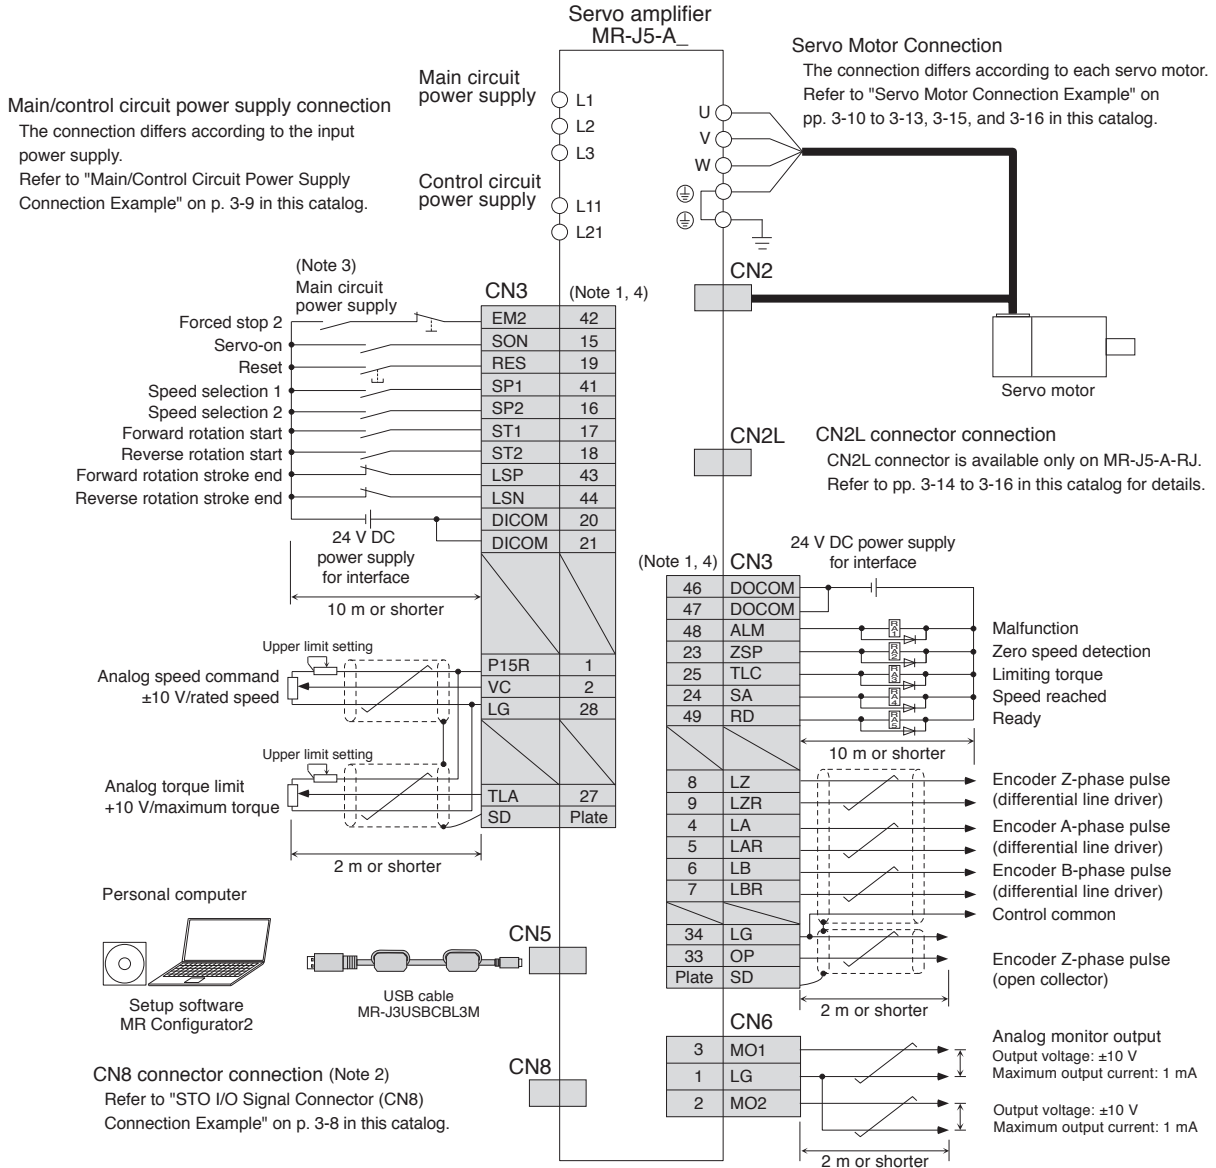 Servo amplifier
MR-J5-A_
Main/control circuit power supply connection
The connection differs according to the input
power supply.
Refer to "Main/Control Circuit Power Supply
Connection Example" on p. 3-9 in this catalog.
Main circuit
power supply
L1
L2
L3
Control circuit
power supply
L11
L21
U
V
W
Servo Motor Connection
The connection differs according to each servo motor.
Refer to "Servo Motor Connection Example" on
pp. 3-10 to 3-13, 3-15, and 3-16 in this catalog.
CN2
Servo motor
CN2L
CN2L connector connection
CN2L connector is available only on MR-J5-A-RJ.
Refer to pp. 3-14 to 3-16 in this catalog for details.
(Note 3)
Main circuit
power supply
CN3
(Note 1, 4)
Forced stop 2 EM2 42
Servo-on SON 15
Reset RES 19
Speed selection 1 SP1 41
Speed selection 2 SP2 16
Forward rotation start ST1 17
Reverse rotation start ST2 18
Forward rotation stroke end LSP 43
Reverse rotation stroke end LSN 44
DICOM 20
DICOM 21
24 V DC
power supply
for interface
10 m or shorter
Upper limit setting
Analog speed command
±10 V/rated speed
P15R 1
VC 2
LG 28
Upper limit setting
Analog torque limit
+10 V/maximum torque
TLA 27
SD Plate
2 m or shorter
(Note 1, 4)
CN3
24 V DC power supply
for interface
46 DOCOM
47 DOCOM
48 ALM RA1 Malfunction
23 ZSP RA2 Zero speed detection
25 TLC RA3 Limiting torque
24 SA RA4 Speed reached
49 RD RA5 Ready
10 m or shorter
8 LZ Encoder Z-phase pulse
9 LZR (differential line driver)
4 LA Encoder A-phase pulse
5 LAR (differential line driver)
6 LB Encoder B-phase pulse
7 LBR (differential line driver)
Control common
34 LG
33 OP Encoder Z-phase pulse
Plate SD (open collector)
2 m or shorter
Personal computer
Setup software
MR Configurator2
USB cable
MR-J3USBCBL3M
CN5
CN8
CN8 connector connection (Note 2)
Refer to "STO I/O Signal Connector (CN8)
Connection Example" on p. 3-8 in this catalog.
CN6
3 MO1
1 LG
2 MO2
Analog monitor output
Output voltage: ±10 V
Maximum output current: 1 mA
Output voltage: ±10 V
Maximum output current: 1 mA
2 m or shorter